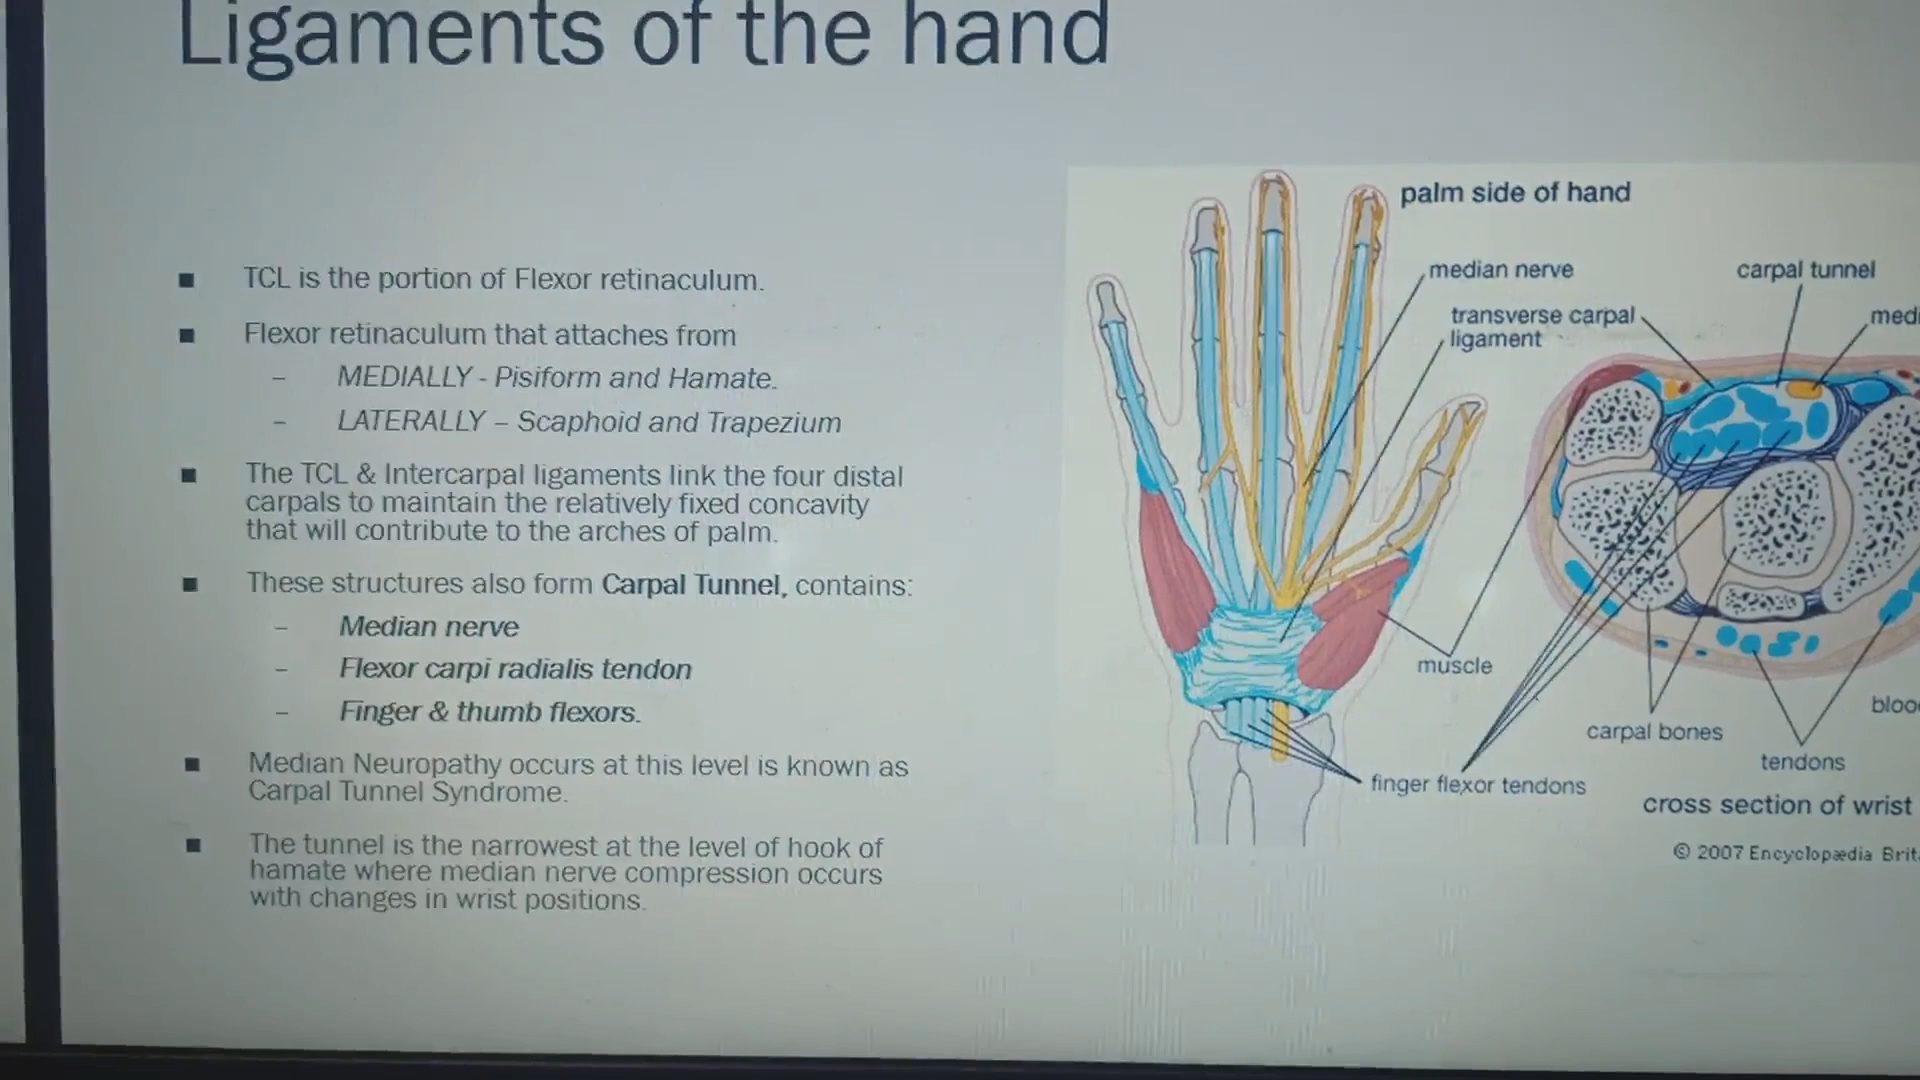 Ligaments of the hand
TCL is the portion of Flexor retinaculum.
Flexor retinaculum that attaches from
– MEDIALLY - Pisiform and Hamate.
– LATERALLY – Scaphoid and Trapezium
The TCL & Intercarpal ligaments link the four distal
carpals to maintain the relatively fixed concavity
that will contribute to the arches of palm.
These structures also form Carpal Tunnel, contains:
– Median nerve
– Flexor carpi radialis tendon
– Finger & thumb flexors.
Median Neuropathy occurs at this level is known as
Carpal Tunnel Syndrome.
The tunnel is the narrowest at the level of hook of
hamate where median nerve compression occurs
with changes in wrist positions.
palm side of hand
median nerve
transverse carpal
ligament
carpal tunnel
medi
muscle
carpal bones
bloo
tendons
finger flexor tendons
cross section of wrist
© 2007 Encyclopædia Brit